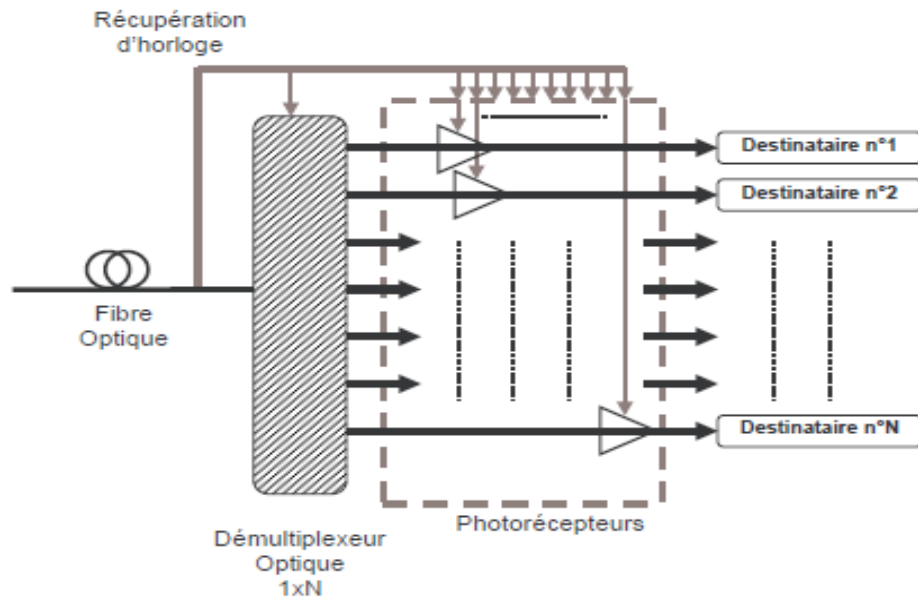 Récupération
d'horloge
Destinataire n°1
Destinataire n°2
Fibre
Optique
Destinataire n°N
Photorécepteurs
Démultiplexeur
Optique
1xN